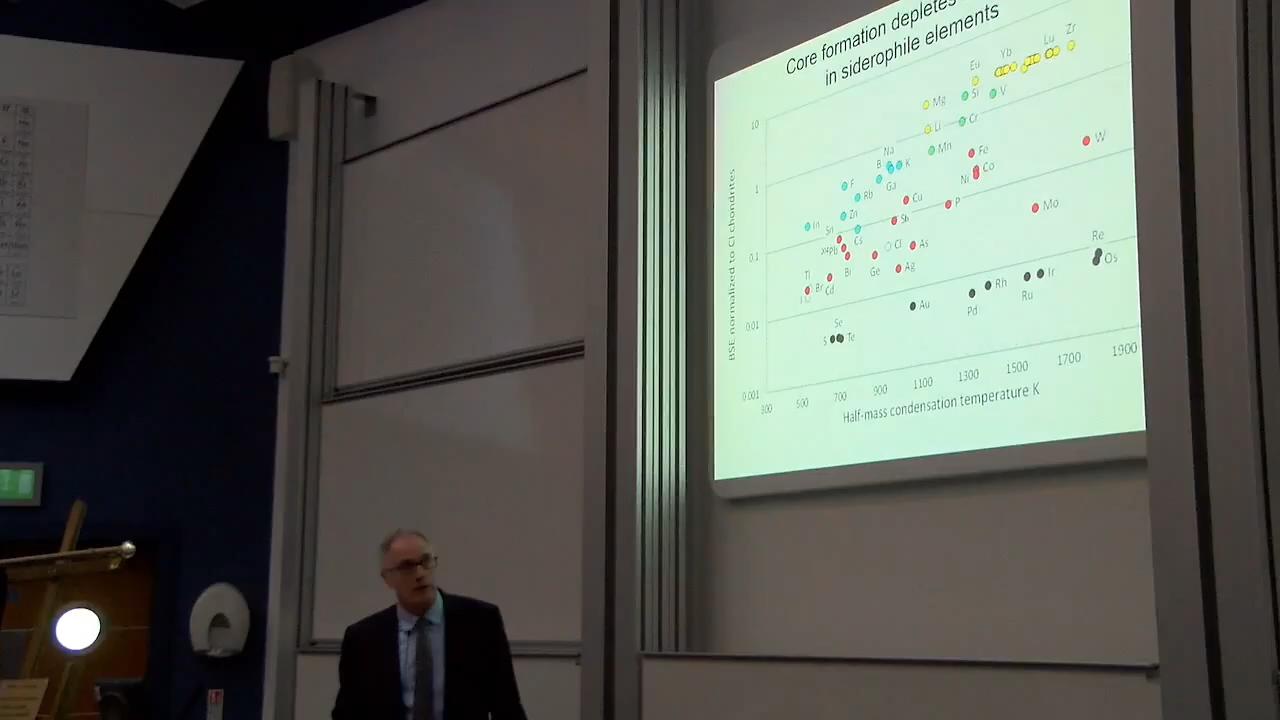 Core formation depletes
in siderophile elements
Zr
Lu
Yb
Eu
10
Mg
Si
V
Li
Cr
Na
Mn
Fe
W
B
K
Co
1
F
Ga
Ni
Rb
Cu
P
Mo
In
Zn
Sb
Sn
Cs
Cl
As
Re
Pb
0.1
Bi
Ge
Ag
Os
Tl
Ir
Br
Cd
Rh
Au
Ru
Pd
0.01
Se
S
Te
0.001
300 500 700 900 1100 1300 1500 1700 1900
Half-mass condensation temperature K
BSE normalized to CI chondrites